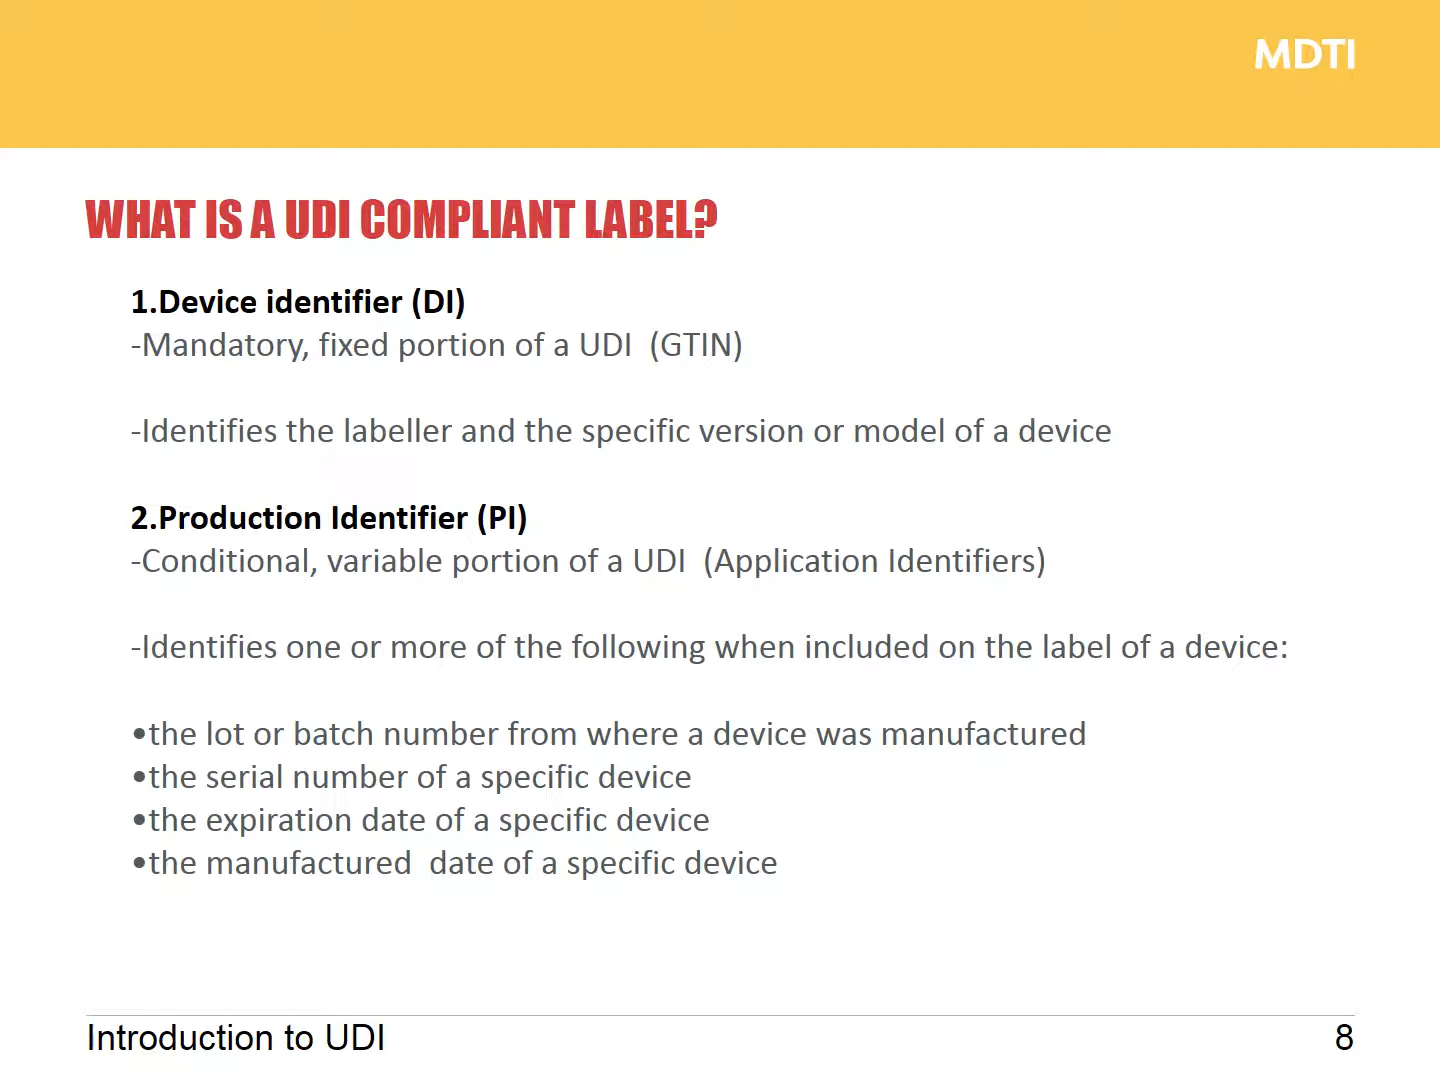 MDTI
WHAT IS A UDI COMPLIANT LABEL?
1.Device identifier (DI)
-Mandatory, fixed portion of a UDI  (GTIN)
-Identifies the labeller and the specific version or model of a device
2.Production Identifier (PI)
-Conditional, variable portion of a UDI  (Application Identifiers)
-Identifies one or more of the following when included on the label of a device:
•the lot or batch number from where a device was manufactured
•the serial number of a specific device
•the expiration date of a specific device
•the manufactured  date of a specific device
Introduction to UDI
8